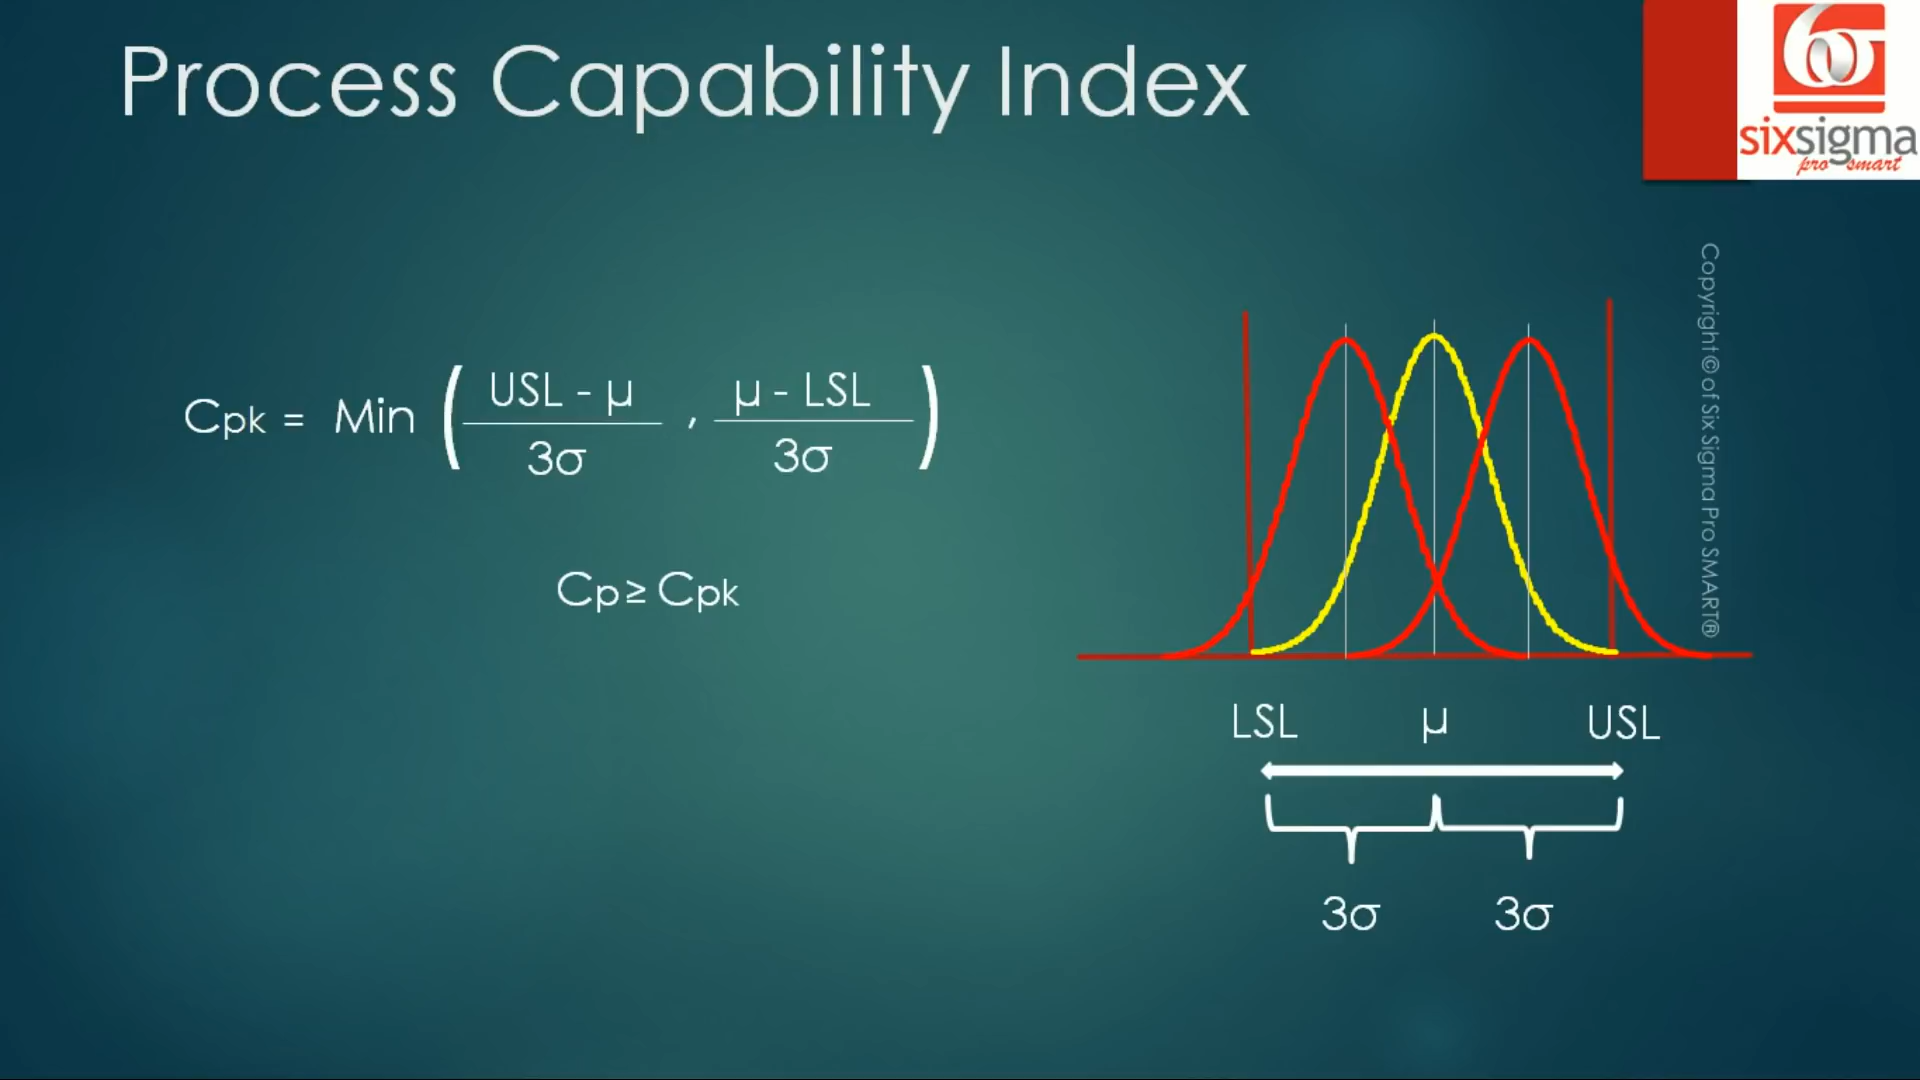 Process Capability Index
6σ
sixsigma
pro smart
Cpk = Min ( USL - μ / 3σ , μ - LSL / 3σ )
Cp ≥ Cpk
LSL μ USL
3σ 3σ
Copyright© of Six Sigma Pro SMART®